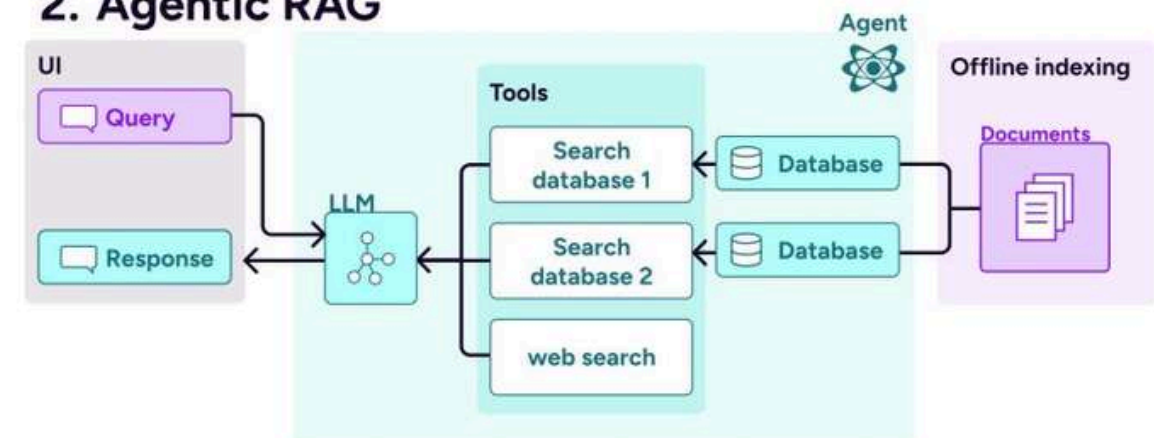 2. Agentic RAG
Agent
UI
Offline indexing
Tools
Query
Documents
Search
database 1
Database
LLM
Response
Search
database 2
Database
web search